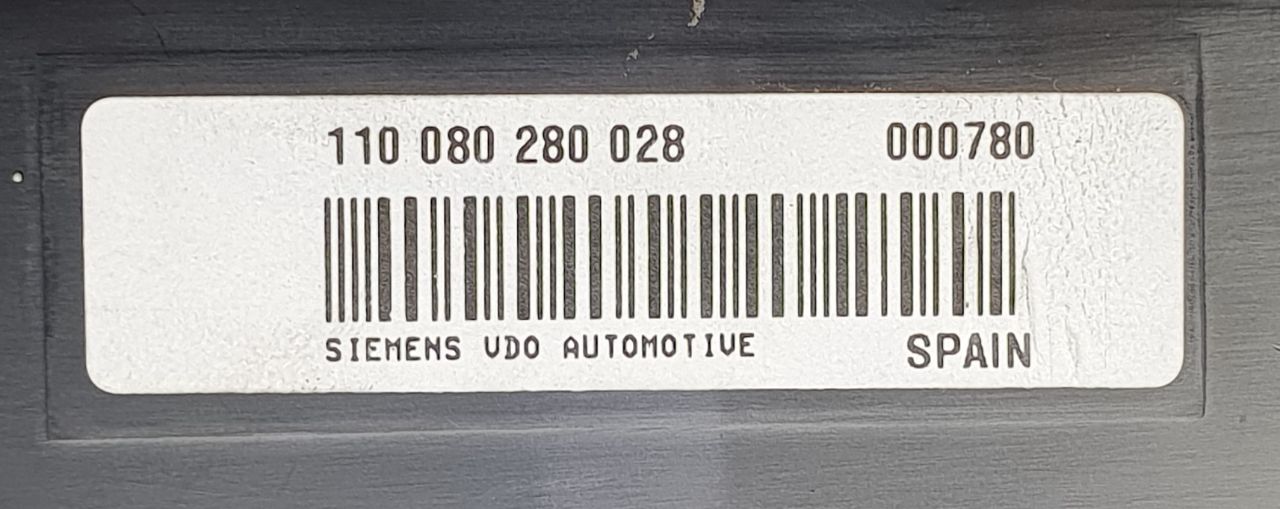 110 080 280 028 000780
SIEMENS VDO AUTOMOTIVE SPAIN